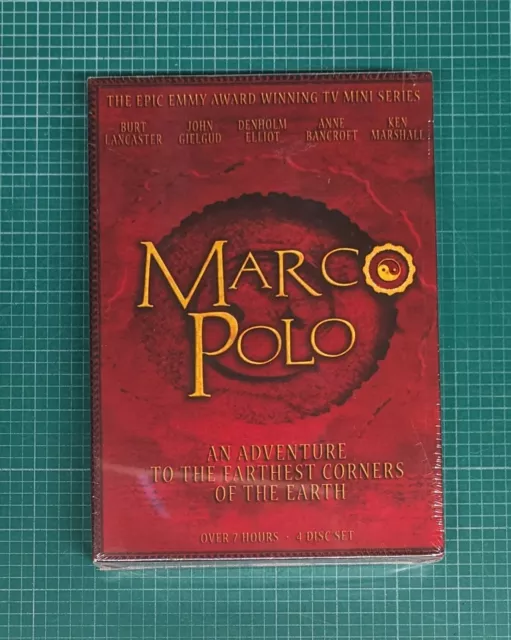 THE EPIC EMMY AWARD WINNING TV MINI SERIES
BURT LANCASTER
JOHN GIELGUD
DENHOLM ELLIOT
ANNE BANCROFT
KEN MARSHALL
MARCO
POLO
AN ADVENTURE
TO THE FARTHEST CORNERS
OF THE EARTH
OVER 7 HOURS · 4 DISC SET